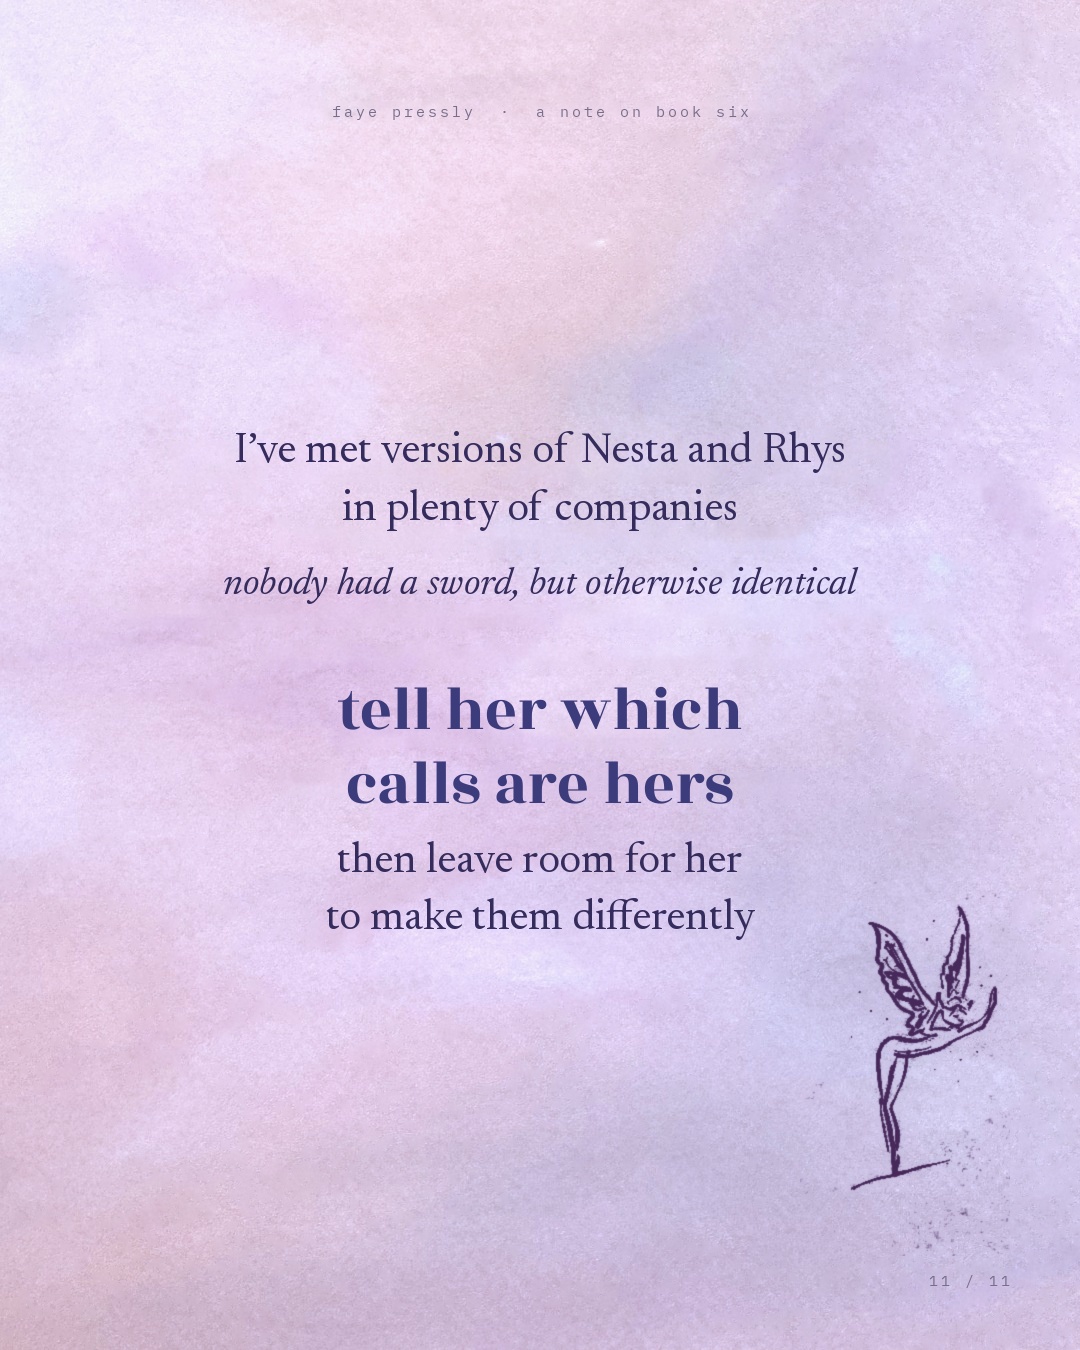 faye pressly · a note on book six
I’ve met versions of Nesta and Rhys
in plenty of companies
nobody had a sword, but otherwise identical
tell her which
calls are hers
then leave room for her
to make them differently
11 / 11